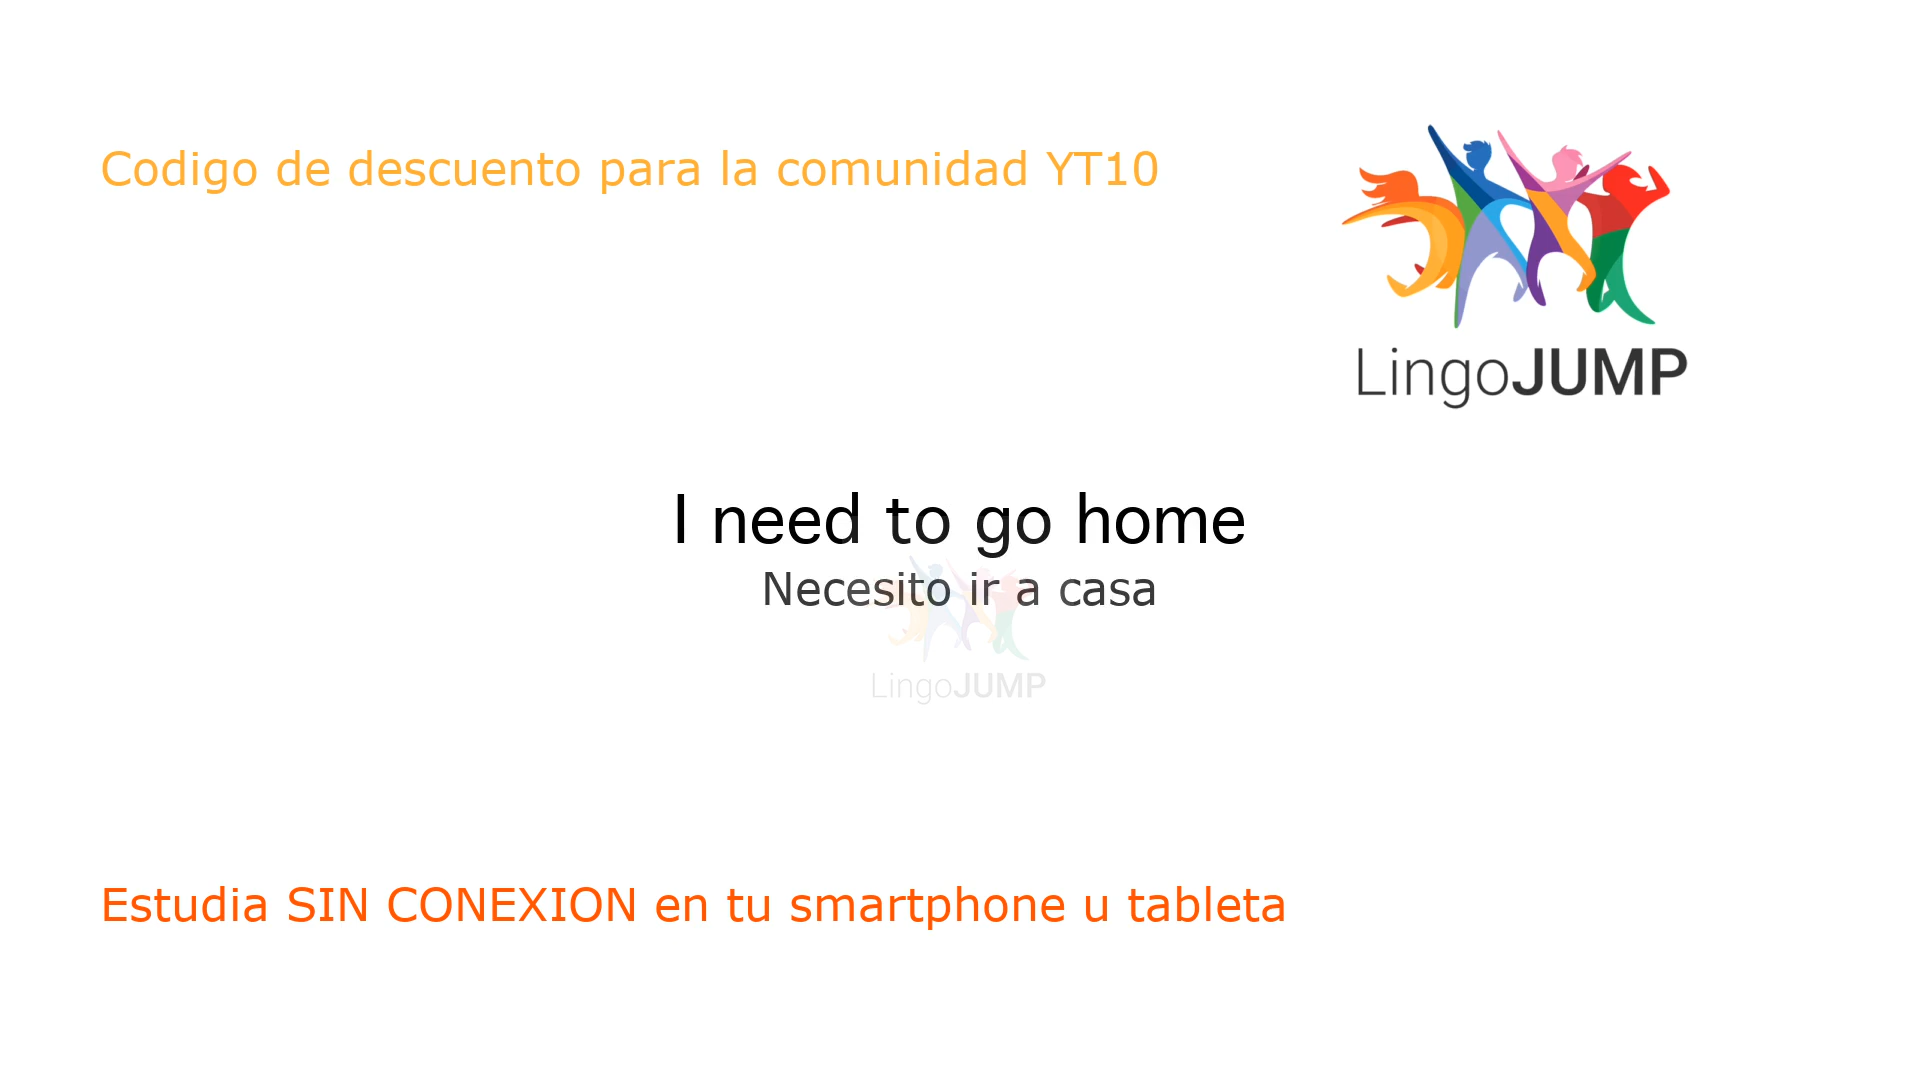 Codigo de descuento para la comunidad YT10
LingoJUMP
I need to go home
Necesito ir a casa
LingoJUMP
Estudia SIN CONEXION en tu smartphone u tableta